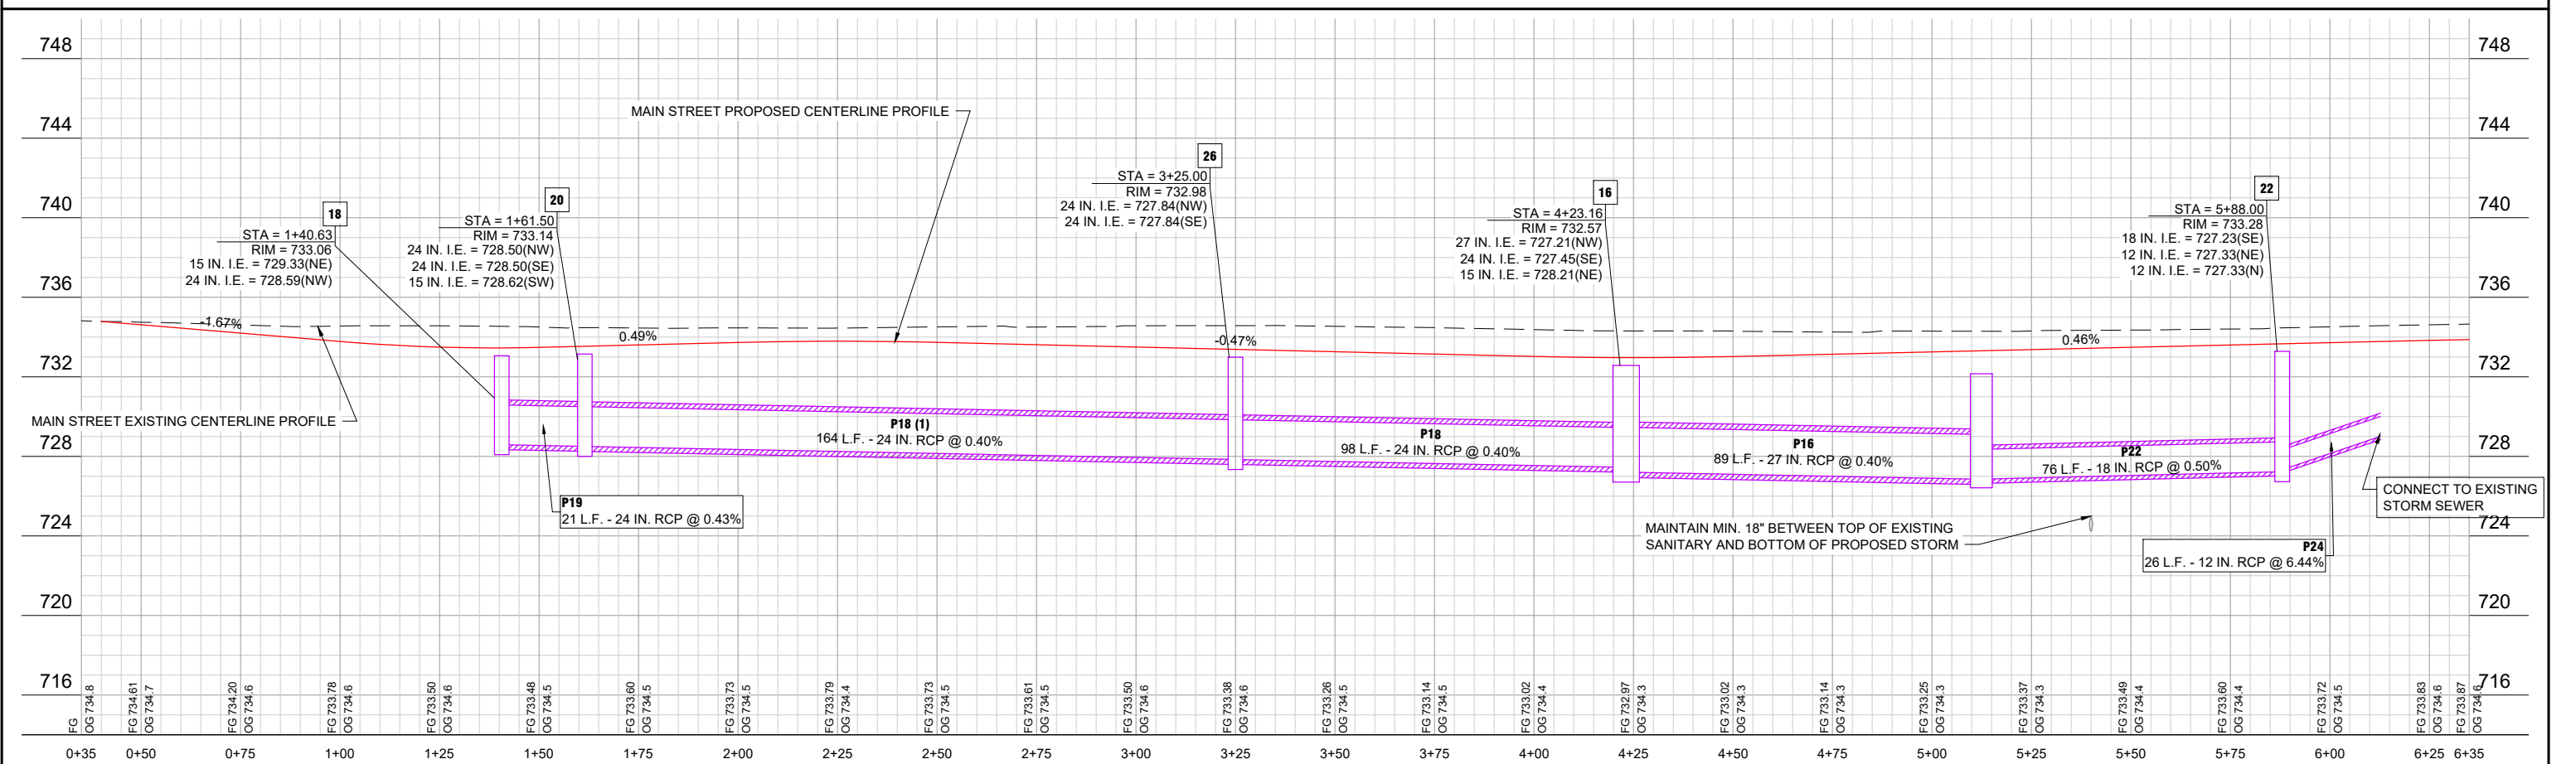 748
748
744
744
740
740
736
736
732
732
728
728
724
724
720
720
716
716
MAIN STREET PROPOSED CENTERLINE PROFILE
MAIN STREET EXISTING CENTERLINE PROFILE
18
STA = 1+40.63
RIM = 733.06
15 IN. I.E. = 729.33(NE)
24 IN. I.E. = 728.59(NW)
20
STA = 1+61.50
RIM = 733.14
24 IN. I.E. = 728.50(NW)
24 IN. I.E. = 728.50(SE)
15 IN. I.E. = 728.62(SW)
26
STA = 3+25.00
RIM = 732.98
24 IN. I.E. = 727.84(NW)
24 IN. I.E. = 727.84(SE)
16
STA = 4+23.16
RIM = 732.57
27 IN. I.E. = 727.21(NW)
24 IN. I.E. = 727.45(SE)
15 IN. I.E. = 728.21(NE)
22
STA = 5+88.00
RIM = 733.28
18 IN. I.E. = 727.23(SE)
12 IN. I.E. = 727.33(NE)
12 IN. I.E. = 727.33(N)
-1.67%
0.49%
-0.47%
0.46%
P18 (1)
164 L.F. - 24 IN. RCP @ 0.40%
P18
98 L.F. - 24 IN. RCP @ 0.40%
P16
89 L.F. - 27 IN. RCP @ 0.40%
P22
76 L.F. - 18 IN. RCP @ 0.50%
P19
21 L.F. - 24 IN. RCP @ 0.43%
MAINTAIN MIN. 18" BETWEEN TOP OF EXISTING
SANITARY AND BOTTOM OF PROPOSED STORM
CONNECT TO EXISTING
STORM SEWER
P24
26 L.F. - 12 IN. RCP @ 6.44%
FG
OG 734.8
FG 734.61
OG 734.7
FG 734.20
OG 734.6
FG 733.78
OG 734.6
FG 733.50
OG 734.6
FG 733.48
OG 734.5
FG 733.60
OG 734.5
FG 733.73
OG 734.5
FG 733.79
OG 734.4
FG 733.73
OG 734.5
FG 733.61
OG 734.5
FG 733.50
OG 734.6
FG 733.38
OG 734.6
FG 733.26
OG 734.5
FG 733.14
OG 734.5
FG 733.02
OG 734.4
FG 732.97
OG 734.3
FG 733.02
OG 734.3
FG 733.14
OG 734.3
FG 733.25
OG 734.3
FG 733.37
OG 734.3
FG 733.49
OG 734.4
FG 733.60
OG 734.4
FG 733.72
OG 734.5
FG 733.83
OG 734.6
FG 733.87
OG 734.6
0+35 0+50 0+75 1+00 1+25 1+50 1+75 2+00 2+25 2+50 2+75 3+00 3+25 3+50 3+75 4+00 4+25 4+50 4+75 5+00 5+25 5+50 5+75 6+00 6+25 6+35